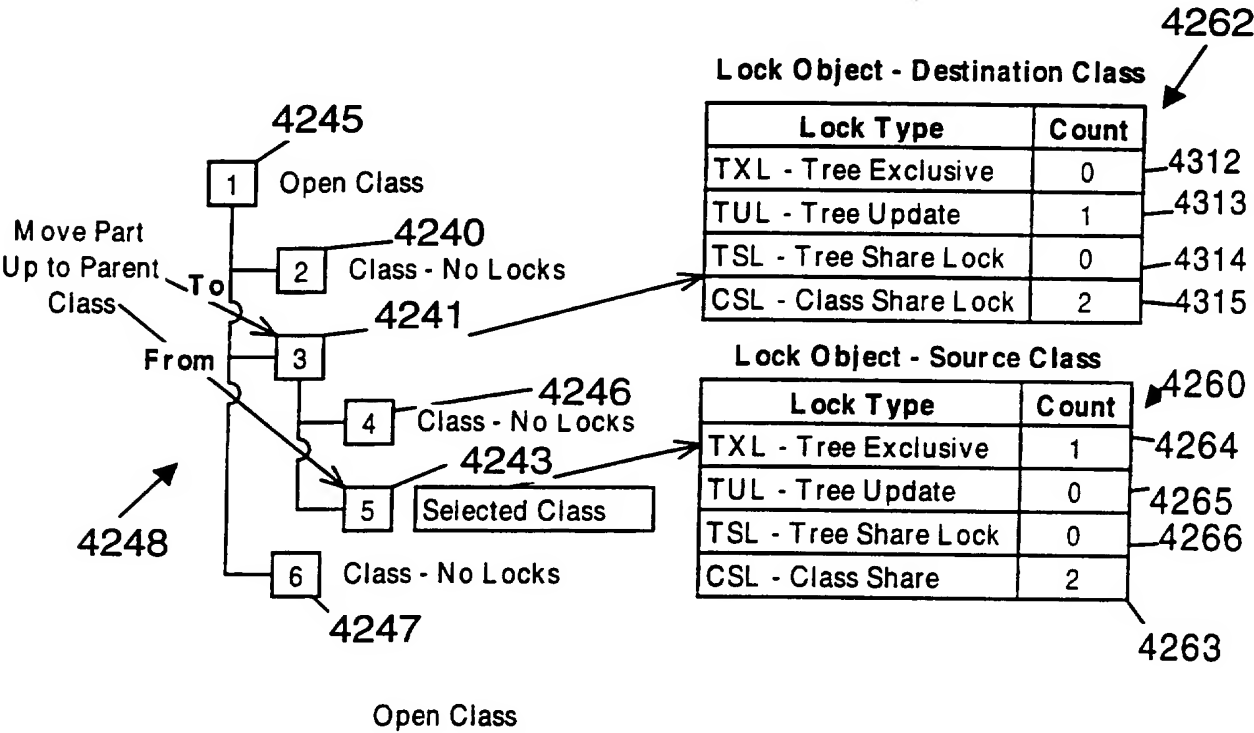 4262
Lock Object - Destination Class
Lock Type Count
TXL - Tree Exclusive 0
TUL - Tree Update 1
TSL - Tree Share Lock 0
CSL - Class Share Lock 2
4312
4313
4314
4315
4245
1 Open Class
Move Part
Up to Parent
Class
To
From
4240
2 Class - No Locks
4241
3
4246
4 Class - No Locks
4243
5 Selected Class
4248
6 Class - No Locks
4247
Lock Object - Source Class
4260
Lock Type Count
TXL - Tree Exclusive 1
TUL - Tree Update 0
TSL - Tree Share Lock 0
CSL - Class Share 2
4264
4265
4266
4263
Open Class